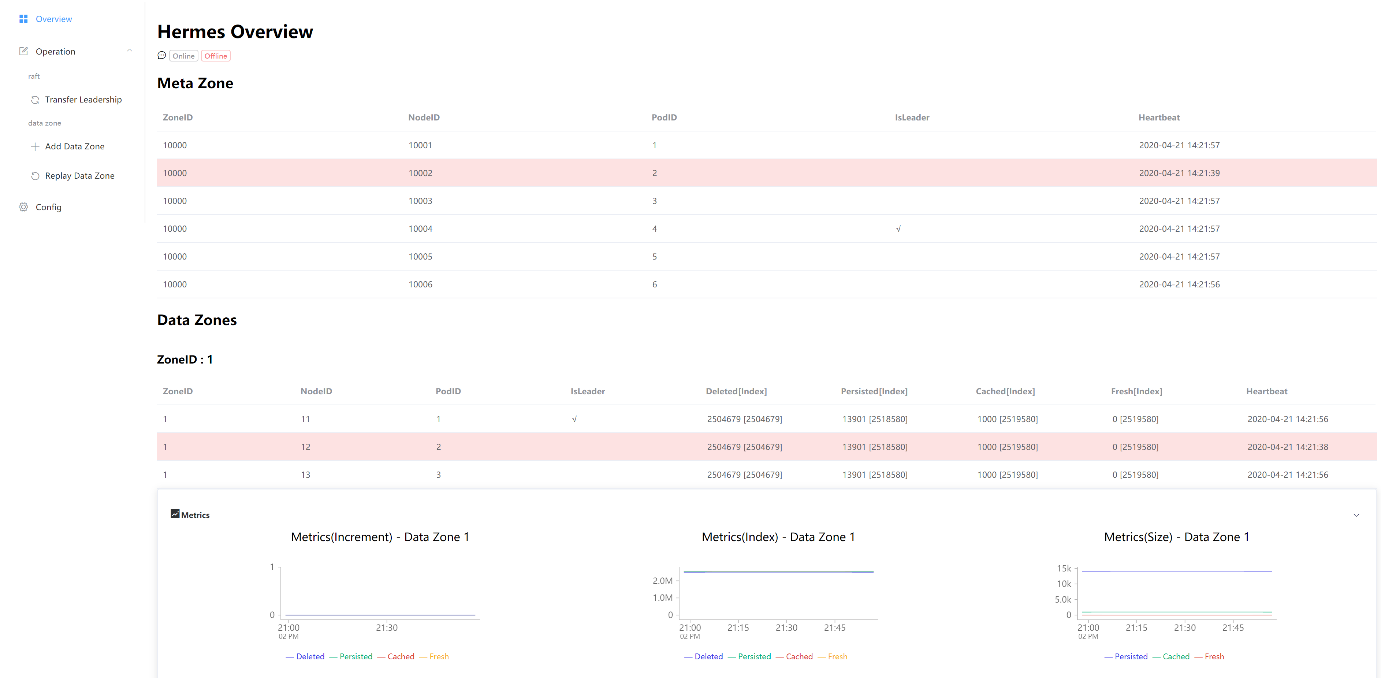 Overview
Operation
raft
Transfer Leadership
data zone
Add Data Zone
Replay Data Zone
Config
Hermes Overview
Online Offline
Meta Zone
ZoneID NodeID PodID IsLeader Heartbeat
10000 10001 1 2020-04-21 14:21:57
10000 10002 2 2020-04-21 14:21:39
10000 10003 3 2020-04-21 14:21:57
10000 10004 4 √ 2020-04-21 14:21:57
10000 10005 5 2020-04-21 14:21:57
10000 10006 6 2020-04-21 14:21:56
Data Zones
ZoneID : 1
ZoneID NodeID PodID IsLeader Deleted[Index] Persisted[Index] Cached[Index] Fresh[Index] Heartbeat
1 11 1 √ 2504679 [2504679] 13901 [2518580] 1000 [2519580] 0 [2519580] 2020-04-21 14:21:56
1 12 2 2504679 [2504679] 13901 [2518580] 1000 [2519580] 0 [2519580] 2020-04-21 14:21:38
1 13 3 2504679 [2504679] 13901 [2518580] 1000 [2519580] 0 [2519580] 2020-04-21 14:21:56
Metrics
Metrics(Increment) - Data Zone 1
1
0
21:00 21:30
02 PM
Deleted Persisted Cached Fresh
Metrics(Index) - Data Zone 1
2.0M
1.0M
0
21:00 21:15 21:30 21:45
02 PM
Deleted Persisted Cached Fresh
Metrics(Size) - Data Zone 1
15k
10k
5.0k
0
21:00 21:15 21:30 21:45
02 PM
Persisted Cached Fresh